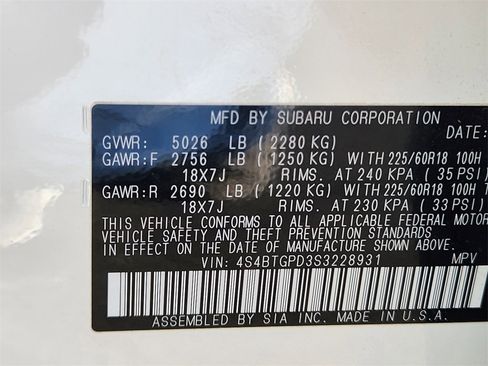 MFD BY SUBARU CORPORATION
DATE:
GVWR: 5026 LB ( 2280 KG)
GAWR:F 2756 LB ( 1250 KG) WITH 225/60R18 100H
18X7J RIMS. AT 240 KPA ( 35 PSI)
GAWR:R 2690 LB ( 1220 KG) WITH 225/60R18 100H T
18X7J RIMS. AT 230 KPA ( 33 PSI)
THIS VEHICLE CONFORMS TO ALL APPLICABLE FEDERAL MOTOR
VEHICLE SAFETY AND THEFT PREVENTION STANDARDS
IN EFFECT ON THE DATE OF MANUFACTURE SHOWN ABOVE.
VIN: 4S4BTGPD3S3228931 MPV
ASSEMBLED BY SIA INC. MADE IN U.S.A.